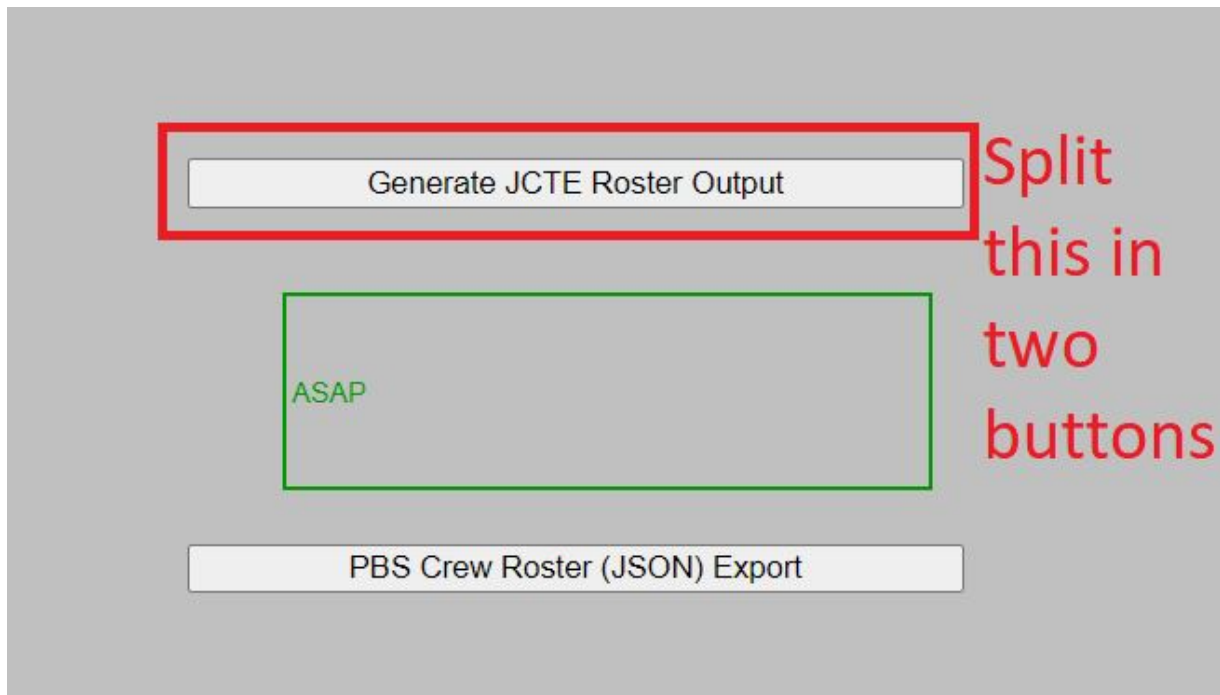 Generate JCTE Roster Output
Split
this in
two
buttons
ASAP
PBS Crew Roster (JSON) Export